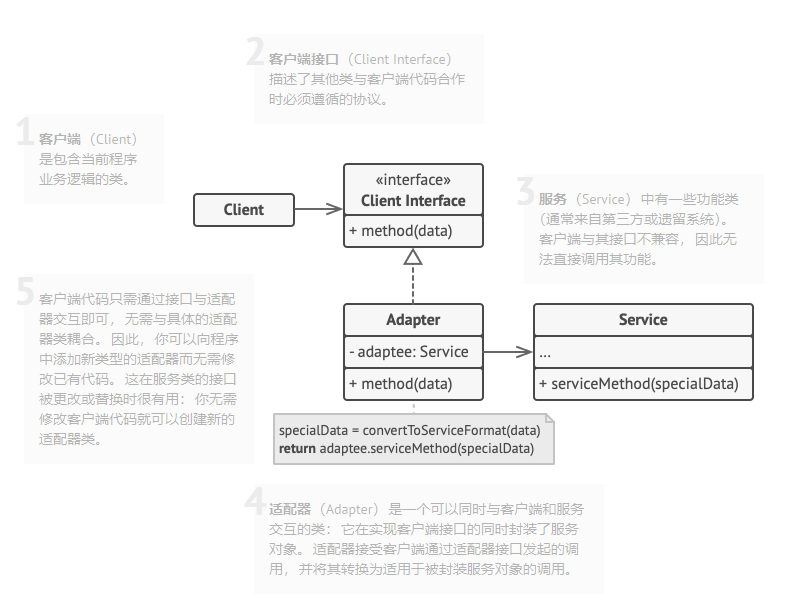 2
客户端接口（Client Interface）
描述了其他类与客户端代码合作
时必须遵循的协议。
1
客户端（Client）
是包含当前程序
业务逻辑的类。
Client
«interface»
Client Interface
+ method(data)
3
服务（Service）中有一些功能类
（通常来自第三方或遗留系统）。
客户端与其接口不兼容，因此无
法直接调用其功能。
5
客户端代码只需通过接口与适配
器交互即可，无需与具体的适配
器类耦合。因此，你可以向程序
中添加新类型的适配器而无需修
改已有代码。这在服务类的接口
被更改或替换时很有用：你无需
修改客户端代码就可以创建新的
适配器类。
Adapter
- adaptee: Service
+ method(data)
Service
...
+ serviceMethod(specialData)
specialData = convertToServiceFormat(data)
return adaptee.serviceMethod(specialData)
4
适配器（Adapter）是一个可以同时与客户端和服务
交互的类：它在实现客户端接口的同时封装了服务
对象。适配器接受客户端通过适配器接口发起的调
用，并将其转换为适用于被封装服务对象的调用。